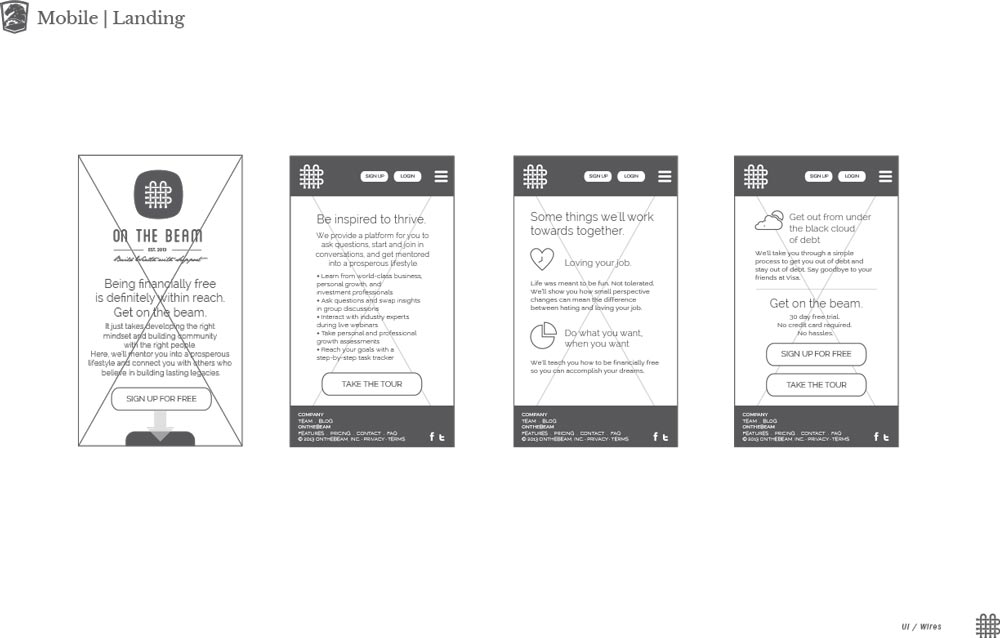 Mobile | Landing
ON THE BEAM
EST. 2013
Build Wealth with Support
Being financially free
is definitely within reach.
Get on the beam.
It just takes developing the right
mindset and building community
with the right people.
Here, we'll mentor you into a prosperous
lifestyle and connect you with others who
believe in building lasting legacies.
SIGN UP FOR FREE
SIGN UP
LOGIN
Be inspired to thrive.
We provide a platform for you to
ask questions, start and join in
conversations, and get mentored
into a prosperous lifestyle
• Learn from world-class business,
personal growth, and
investment professionals
• Ask questions and swap insights
in group discussions
• Interact with industry experts
during live webinars
• Take personal and professional
growth assessments
• Reach your goals with a
step-by-step task tracker
TAKE THE TOUR
COMPANY
TEAM . BLOG
ONTHEBEAM
FEATURES . PRICING . CONTACT . FAQ
© 2013 ONTHEBEAM INC. · PRIVACY · TERMS
SIGN UP
LOGIN
Some things we'll work
towards together.
Loving your job.
Life was meant to be fun. Not tolerated.
We'll show you how small perspective
changes can mean the difference
between hating and loving your job.
Do what you want,
when you want
We'll teach you how to be financially free
so you can accomplish your dreams.
COMPANY
TEAM . BLOG
ONTHEBEAM
FEATURES . PRICING . CONTACT . FAQ
© 2013 ONTHEBEAM INC. · PRIVACY · TERMS
SIGN UP
LOGIN
Get out from under
the black cloud
of debt
We'll take you through a simple
process to get you out of debt and
stay out of debt. Say goodbye to your
friends at Visa.
Get on the beam.
30 day free trial.
No credit card required.
No hassles.
SIGN UP FOR FREE
TAKE THE TOUR
COMPANY
TEAM . BLOG
ONTHEBEAM
FEATURES . PRICING . CONTACT . FAQ
© 2013 ONTHEBEAM INC. · PRIVACY · TERMS
UI / Wires